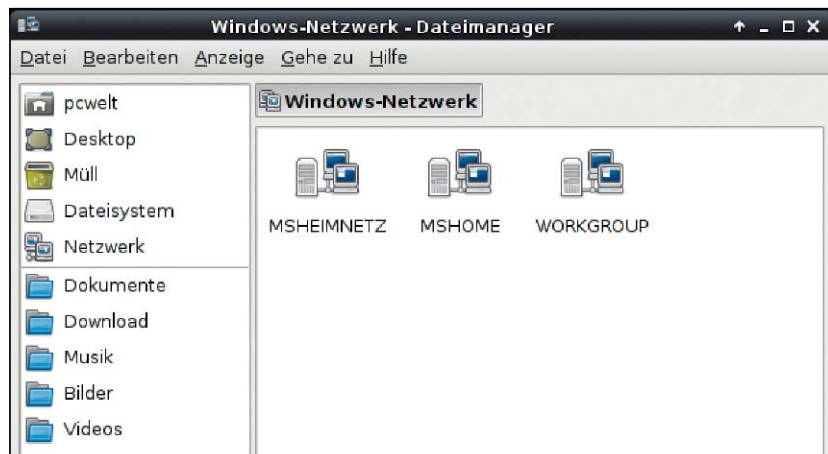 Windows-Netzwerk - Dateimanager
Datei Bearbeiten Anzeige Gehe zu Hilfe
pcwelt
Desktop
Müll
Dateisystem
Netzwerk
Dokumente
Download
Musik
Bilder
Videos
Windows-Netzwerk
MSHEIMNETZ MSHOME WORKGROUP